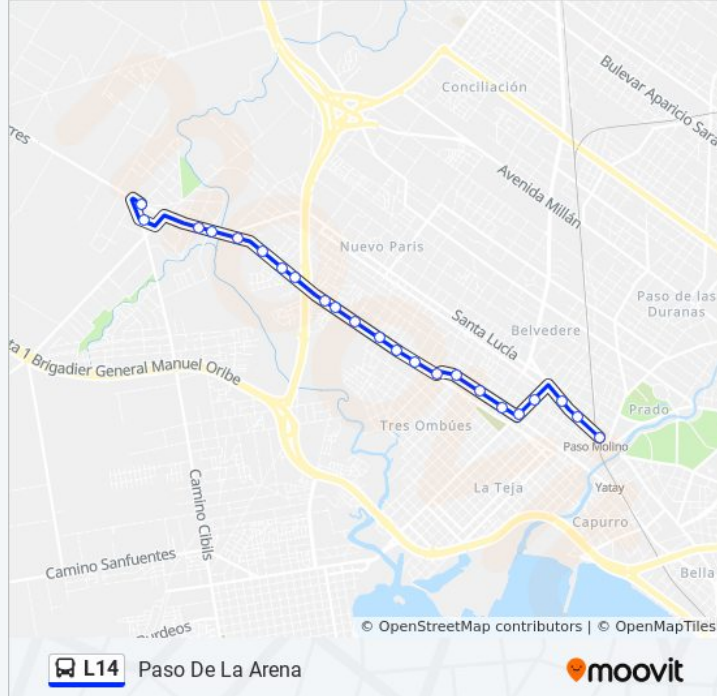 Conciliación
Bulevar Aparicio Sara
Avenida Millán
rres
Nuevo Paris
Paso de las
Duranas
Santa Lucía
Belvedere
ta 1 Brigadier General Manuel Oribe
Prado
Tres Ombúes
Paso Molino
La Teja
Yatay
Camino Cibils
Capurro
Camino Sanfuentes
Bella
Burdeos
© OpenStreetMap contributors | © OpenMapTiles
L14 Paso De La Arena
moovit